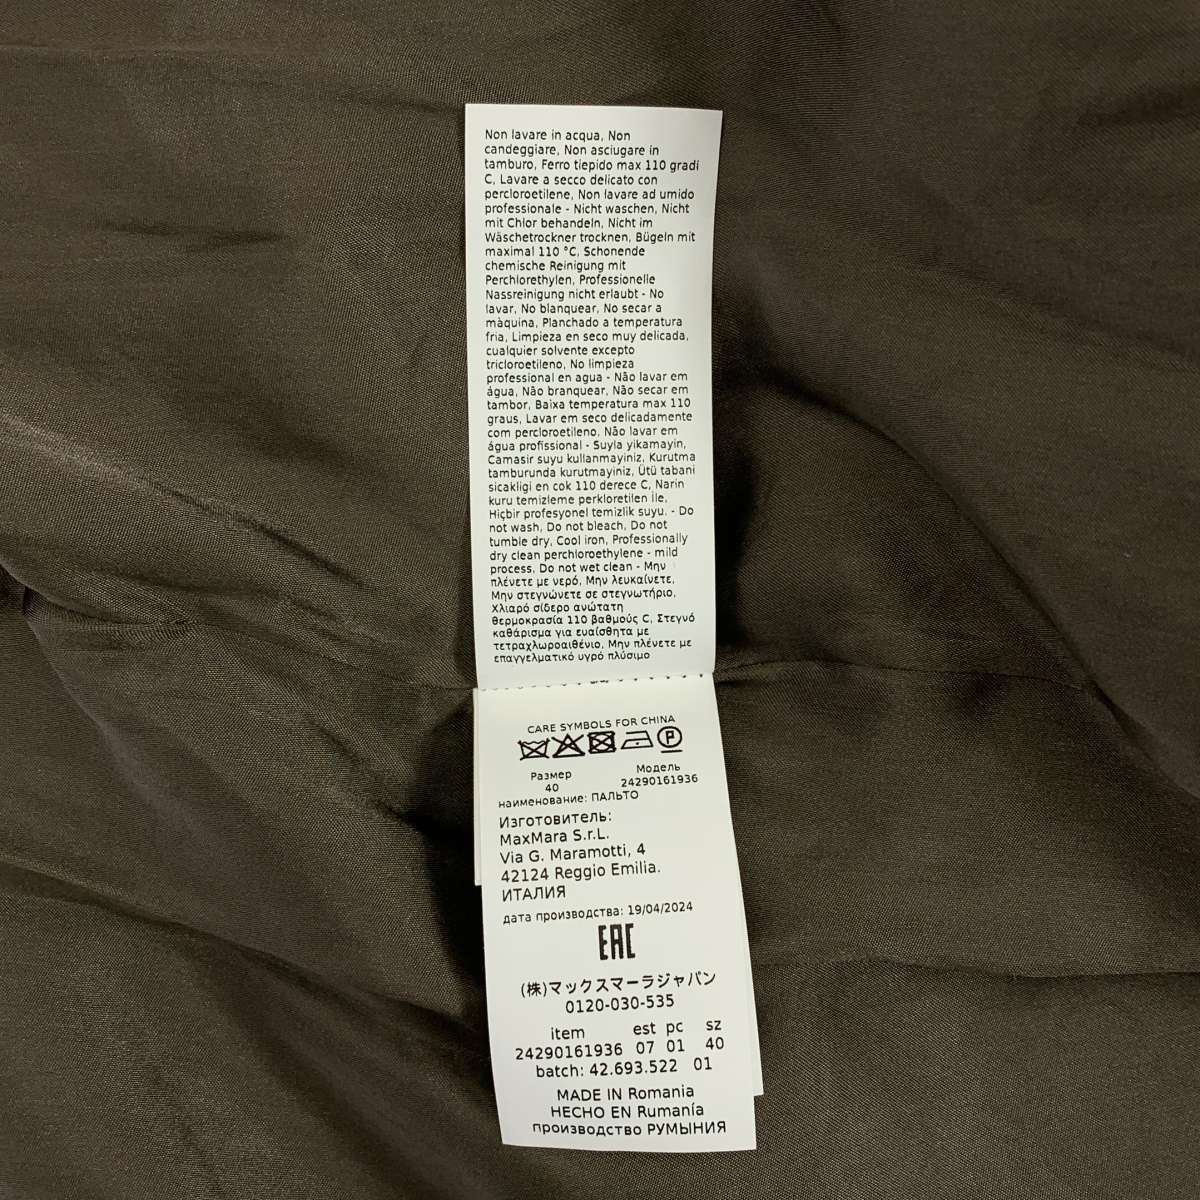 Non lavare in acqua, Non
candeggiare, Non asciugare in
tamburo, Ferro tiepido max 110 gradi
C, Lavare a secco delicato con
percloroetilene, Non lavare ad umido
professionale - Nicht waschen, Nicht
mit Chlor behandeln, Nicht im
Wäschetrockner trocknen, Bügeln mit
maximal 110 °C, Schonende
chemische Reinigung mit
Perchlorethylen, Professionelle
Nassreinigung nicht erlaubt - No
lavar, No blanquear, No secar a
màquina, Planchado a temperatura
fria, Limpieza en seco muy delicada,
cualquier solvente excepto
tricloroetileno, No limpieza
professional en agua - Não lavar em
água, Não branquear, Não secar em
tambor, Baixa temperatura max 110
graus, Lavar em seco delicadamente
com percloroetileno, Não lavar em
água profissional - Suyla yikamayin,
Camasir suyu kullanmayiniz, Kurutma
tamburunda kurutmayiniz, Ütü tabani
sicakligi en cok 110 derece C, Narin
kuru temizleme perkloretilen İle,
Hiçbir profesyonel temizlik suyu. - Do
not wash, Do not bleach, Do not
tumble dry, Cool iron, Professionally
dry clean perchloroethylene - mild
process, Do not wet clean - Μην
πλένετε με νερό, Μην λευκαίνετε,
Μην στεγνώνετε σε στεγνωτήριο,
Χλιαρό σίδερο ανώτατη
θερμοκρασία 110 βαθμούς C, Στεγνό
καθάρισμα για ευαίσθητα με
τετραχλωροαιθένιο, Μην πλένετε με
επαγγελματικό υγρό πλύσιμο
CARE SYMBOLS FOR CHINA
P
Размер Модель
40 24290161936
наименование: ПАЛЬТО
Изготовитель:
MaxMara S.r.L.
Via G. Maramotti, 4
42124 Reggio Emilia.
ИТАЛИЯ
дата производства: 19/04/2024
EAC
(株)マックスマーラジャパン
0120-030-535
item est pc sz
24290161936 07 01 40
batch: 42.693.522 01
MADE IN Romania
HECHO EN Rumanía
производство РУМЫНИЯ